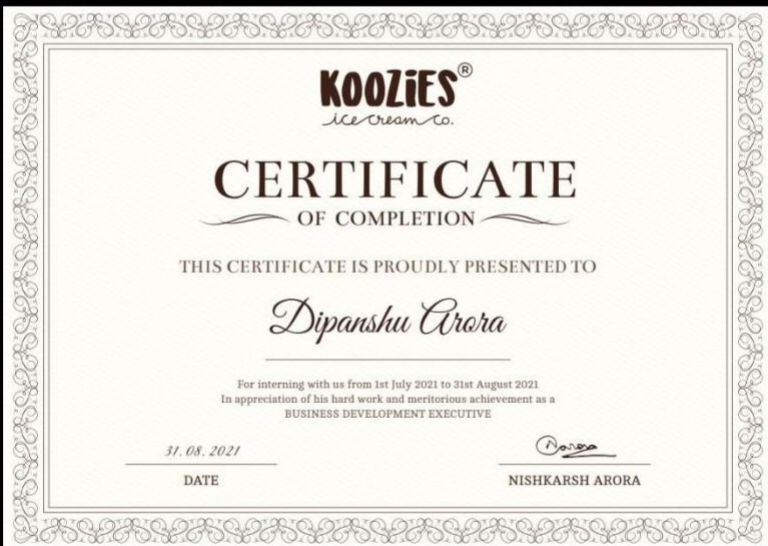 KOOZiES®
ice cream co.
CERTIFICATE
OF COMPLETION
THIS CERTIFICATE IS PROUDLY PRESENTED TO
Dipanshu Arora
For interning with us from 1st July 2021 to 31st August 2021
In appreciation of his hard work and meritorious achievement as a
BUSINESS DEVELOPMENT EXECUTIVE
31.08.2021
DATE
NISHKARSH ARORA